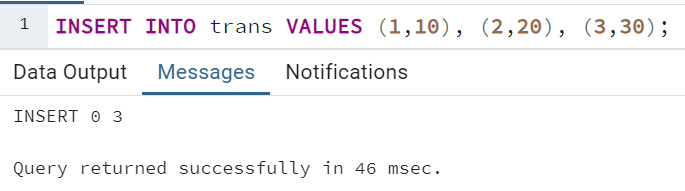 1 INSERT INTO trans VALUES (1,10), (2,20), (3,30);
Data Output Messages Notifications
INSERT 0 3
Query returned successfully in 46 msec.